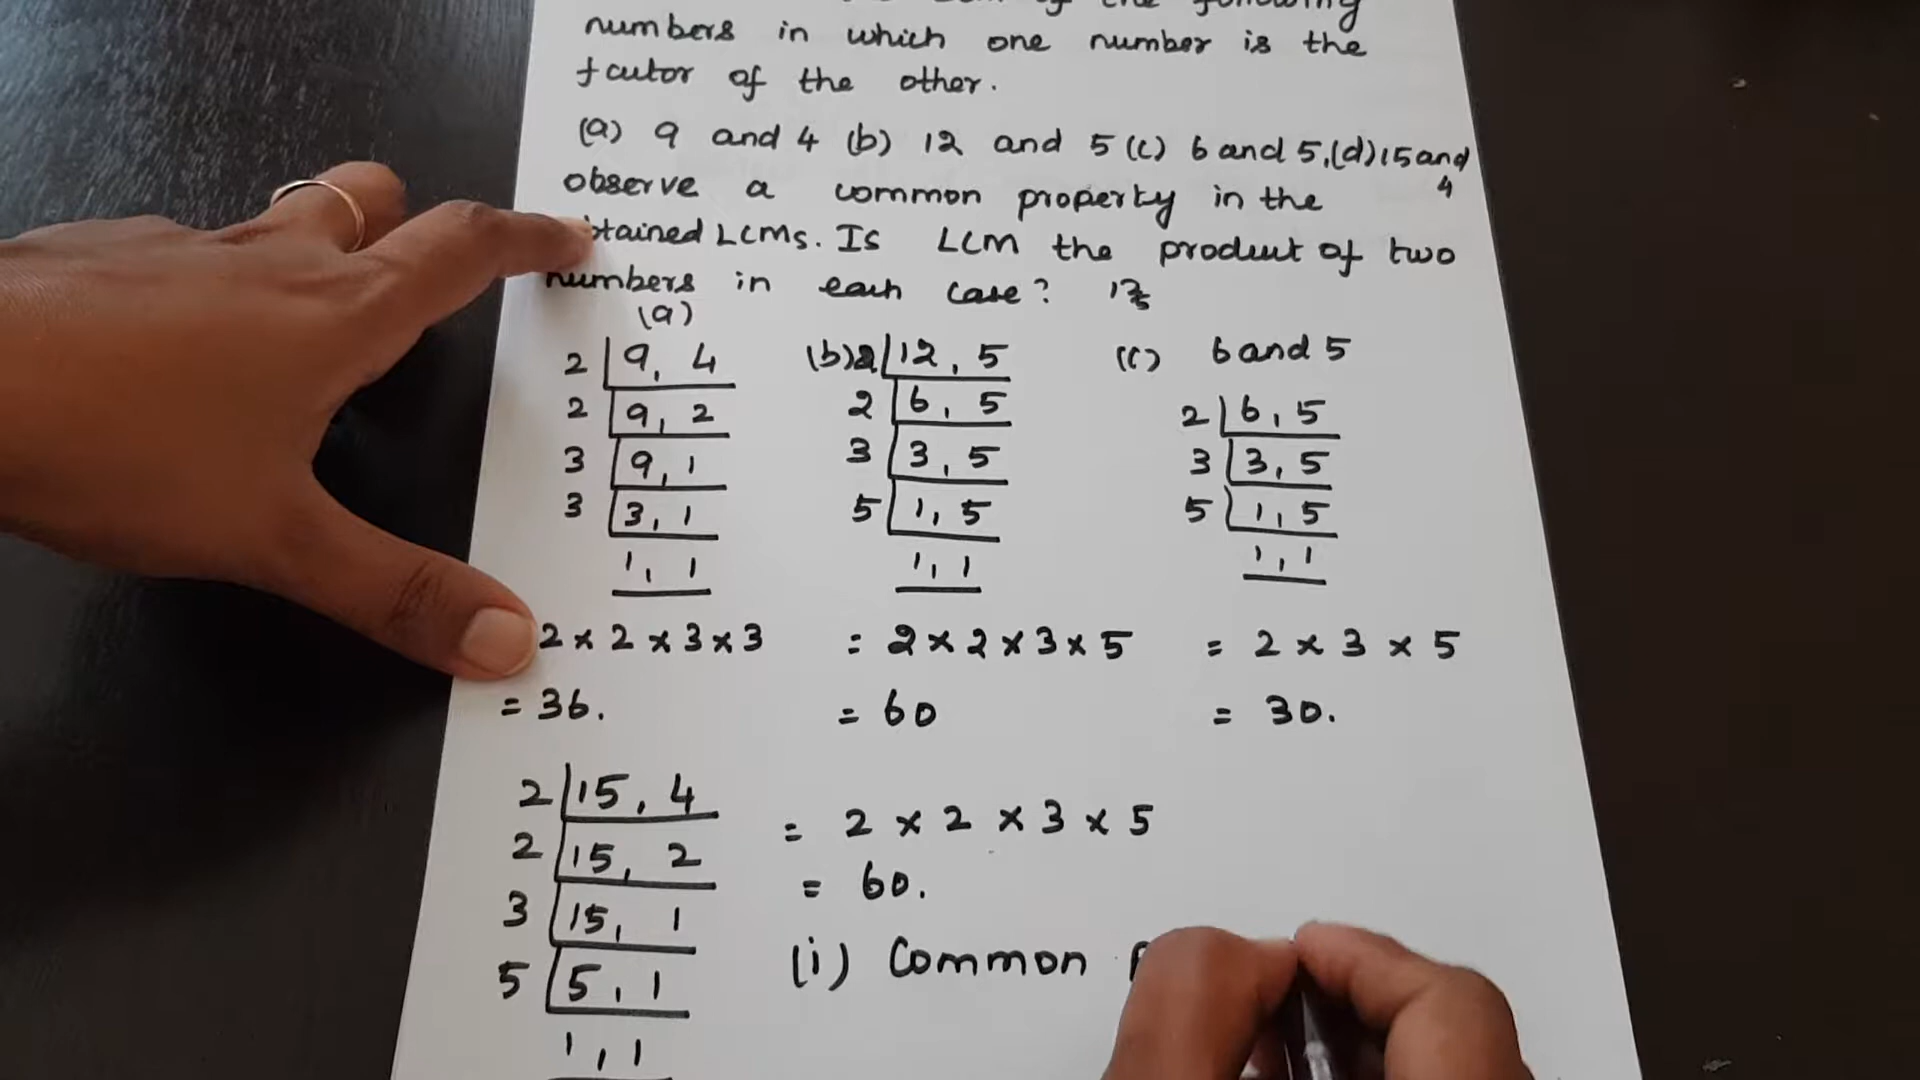 numbers in which one number is the
factor of the other.
(a) 9 and 4 (b) 12 and 5 (c) 6 and 5, (d) 15 and 4
observe a common property in the
obtained LCMs. Is LCM the product of two
numbers in each case?
(a)
2 | 9, 4
2 | 9, 2
3 | 9, 1
3 | 3, 1
1, 1
2 × 2 × 3 × 3
= 36.
(b) 2 | 12, 5
2 | 6, 5
3 | 3, 5
5 | 1, 5
1, 1
= 2 × 2 × 3 × 5
= 60
(c) 6 and 5
2 | 6, 5
3 | 3, 5
5 | 1, 5
1, 1
= 2 × 3 × 5
= 30.
2 | 15, 4
2 | 15, 2
3 | 15, 1
5 | 5, 1
1, 1
= 2 × 2 × 3 × 5
= 60.
(i) Common